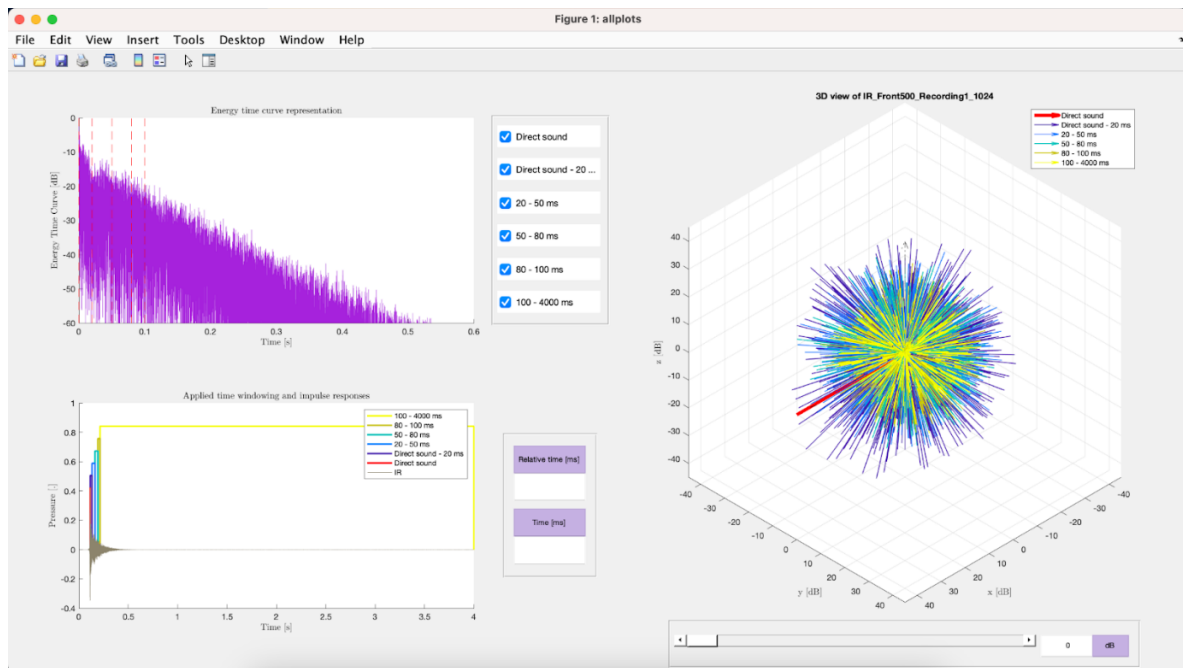 Figure 1: allplots
File Edit View Insert Tools Desktop Window Help
Energy time curve representation
Energy Time Curve [dB]
0
-10
-20
-30
-40
-50
-60
0 0.1 0.2 0.3 0.4 0.5 0.6
Time [s]
Direct sound
Direct sound - 20 ...
20 - 50 ms
50 - 80 ms
80 - 100 ms
100 - 4000 ms
Applied time windowing and impulse responses
Pressure [.]
1
0.8
0.6
0.4
0.2
0
-0.2
-0.4
0 0.5 1 1.5 2 2.5 3 3.5 4
Time [s]
100 - 4000 ms
80 - 100 ms
50 - 80 ms
20 - 50 ms
Direct sound - 20 ms
Direct sound
IR
Relative time [ms]
Time [ms]
3D view of IR_Front500_Recording1_1024
Direct sound
Direct sound - 20 ms
20 - 50 ms
50 - 80 ms
80 - 100 ms
100 - 4000 ms
z [dB]
40
30
20
10
0
-10
-20
-30
-40
-40 -30 -20 -10 0 10 20 30 40
y [dB]
40 30 20 10 0 -10 -20 -30 -40
x [dB]
0 dB